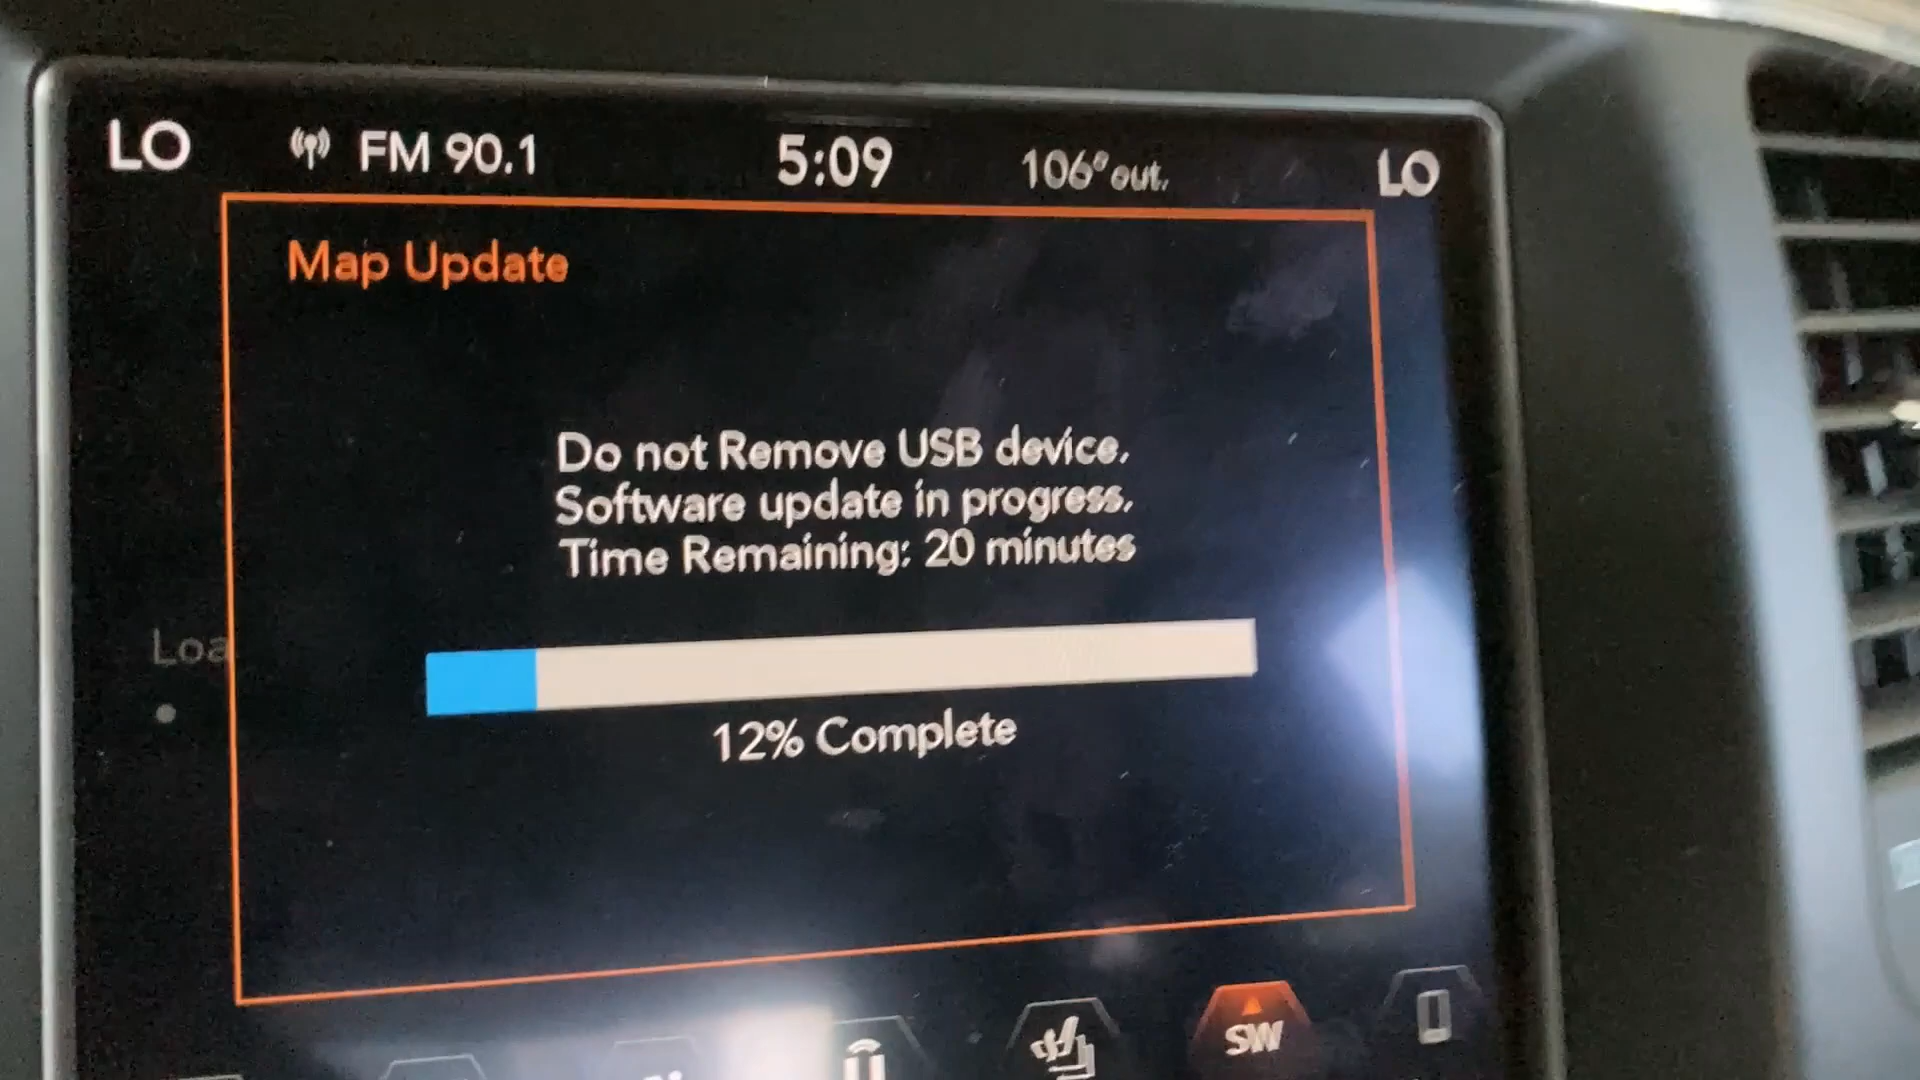 LO FM 90.1 5:09 106° out. LO
Map Update
Do not Remove USB device.
Software update in progress.
Time Remaining: 20 minutes
Loa
12% Complete
SW